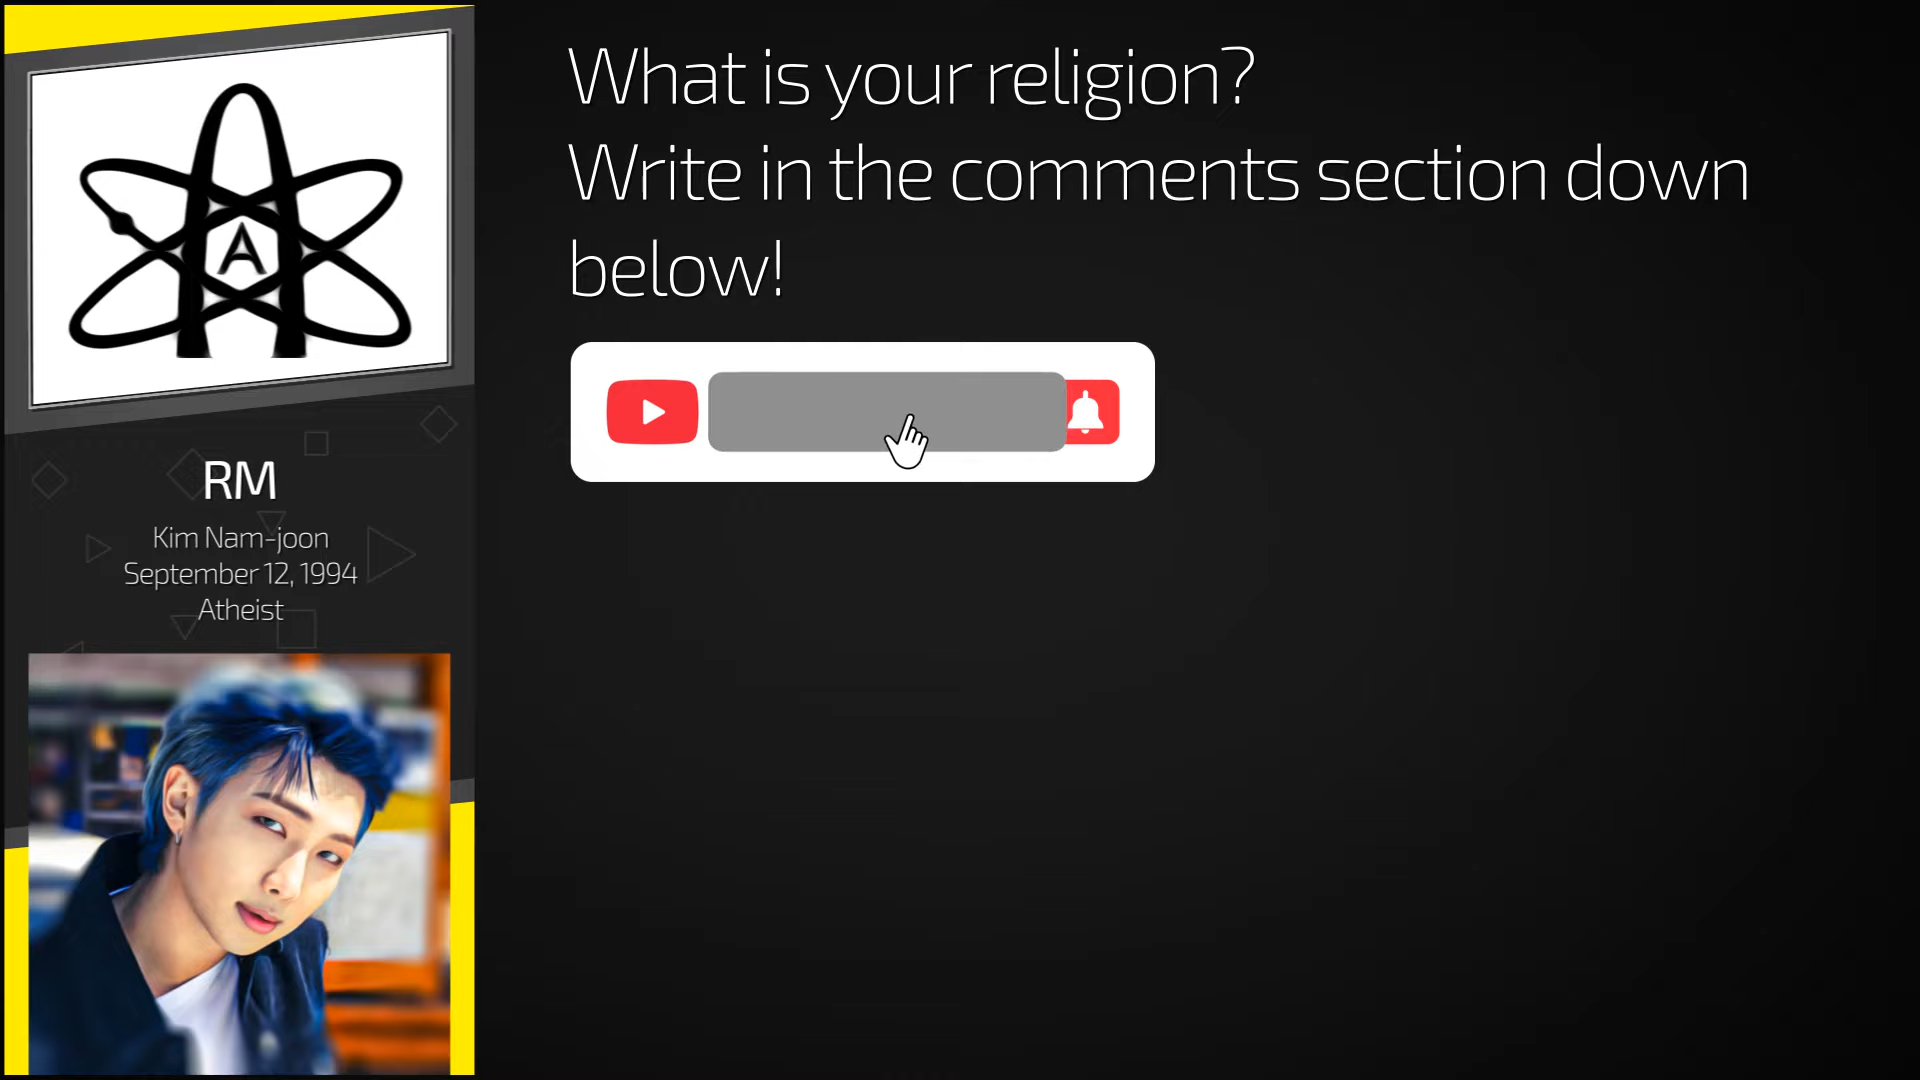 A
RM
Kim Nam-joon
September 12, 1994
Atheist
What is your religion?
Write in the comments section down
below!